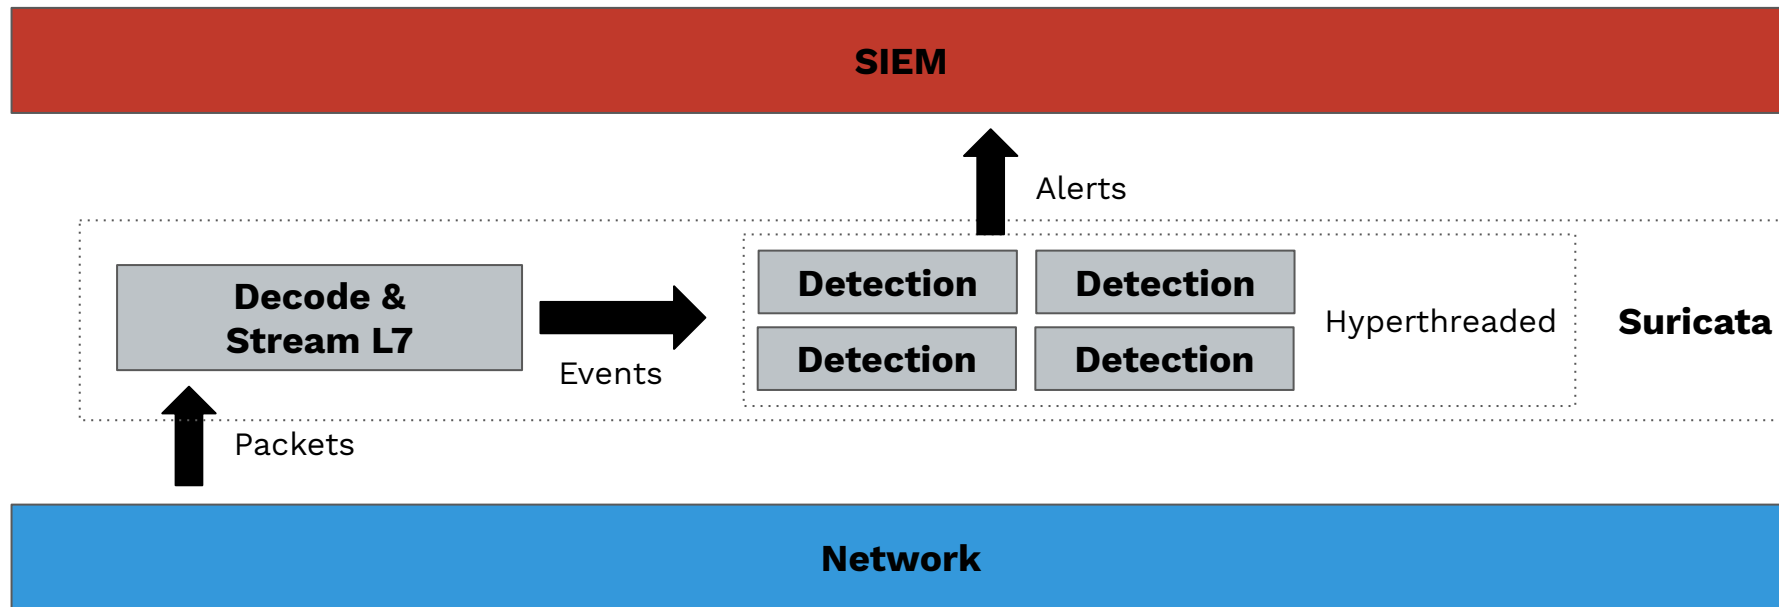 SIEM
Alerts
Decode &
Stream L7
Events
Detection
Detection
Detection
Detection
Hyperthreaded
Suricata
Packets
Network